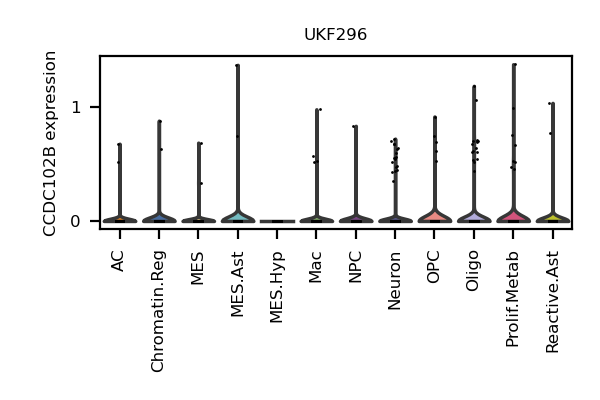 UKF296
CCDC102B expression
1
0
AC
Chromatin.Reg
MES
MES.Ast
MES.Hyp
Mac
NPC
Neuron
OPC
Oligo
Prolif.Metab
Reactive.Ast